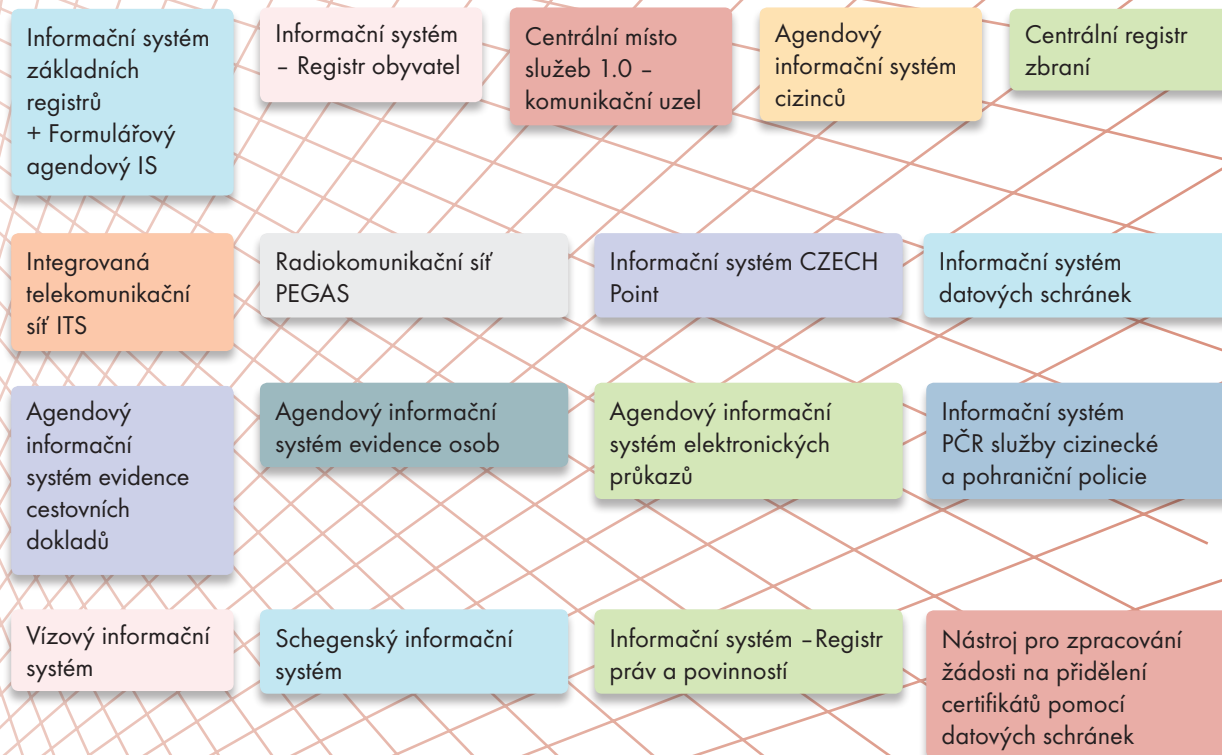 Informační systém
základních
registrů
+ Formulářový
agendový IS
Informační systém
– Registr obyvatel
Centrální místo
služeb 1.0 –
komunikační uzel
Agendový
informační systém
cizinců
Centrální registr
zbraní
Integrovaná
telekomunikační
síť ITS
Radiokomunikační síť
PEGAS
Informační systém CZECH
Point
Informační systém
datových schránek
Agendový
informační
systém evidence
cestovních
dokladů
Agendový informační
systém evidence osob
Agendový informační
systém elektronických
průkazů
Informační systém
PČR služby cizinecké
a pohraniční policie
Vízový informační
systém
Schegenský informační
systém
Informační systém –Registr
práv a povinností
Nástroj pro zpracování
žádosti na přidělení
certifikátů pomocí
datových schránek